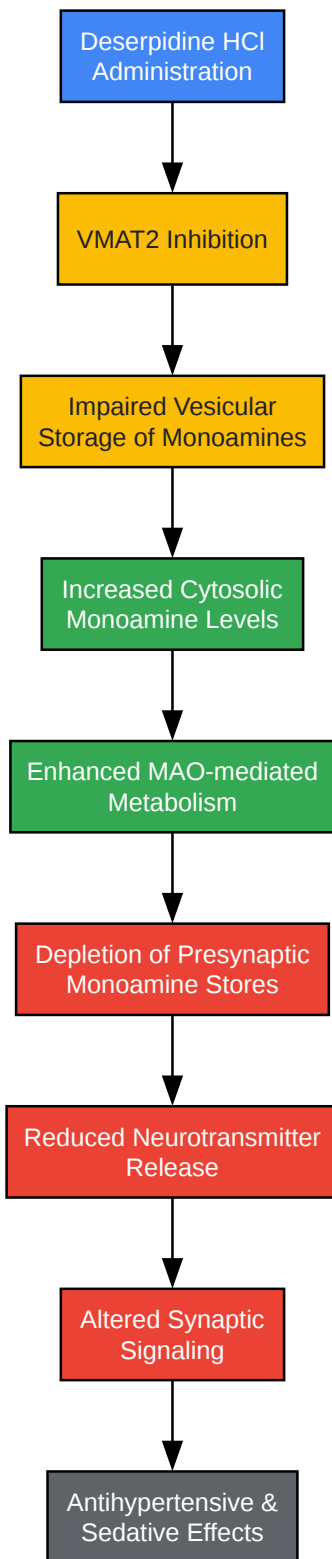 Deserpidine HCl
Administration
VMAT2 Inhibition
Impaired Vesicular
Storage of Monoamines
Increased Cytosolic
Monoamine Levels
Enhanced MAO-mediated
Metabolism
Depletion of Presynaptic
Monoamine Stores
Reduced Neurotransmitter
Release
Altered Synaptic
Signaling
Antihypertensive &
Sedative Effects